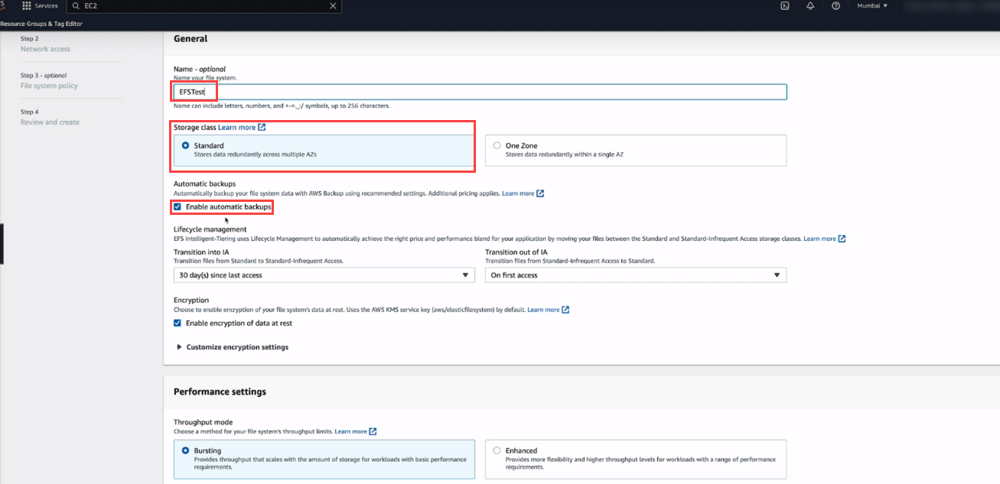 Services
EC2
Mumbai
Resource Groups & Tag Editor
Step 2
Network access
Step 3 - optional
File system policy
Step 4
Review and create
General
Name - optional
Name your file system.
EFSTest
Name can include letters, numbers, and +-=._:/ symbols, up to 256 characters.
Storage class Learn more
Standard
Stores data redundantly across multiple AZs
One Zone
Stores data redundantly within a single AZ
Automatic backups
Automatically backup your file system data with AWS Backup using recommended settings. Additional pricing applies. Learn more
Enable automatic backups
Lifecycle management
EFS Intelligent-Tiering uses Lifecycle Management to automatically achieve the right price and performance blend for your application by moving your files between the Standard and Standard-Infrequent Access storage classes. Learn more
Transition into IA
Transition files from Standard to Standard-Infrequent Access.
30 day(s) since last access
Transition out of IA
Transition files from Standard-Infrequent Access to Standard.
On first access
Encryption
Choose to enable encryption of your file system's data at rest. Uses the AWS KMS service key (aws/elasticfilesystem) by default. Learn more
Enable encryption of data at rest
Customize encryption settings
Performance settings
Throughput mode
Choose a method for your file system's throughput limits. Learn more
Bursting
Provides throughput that scales with the amount of storage for workloads with basic performance
requirements.
Enhanced
Provides more flexibility and higher throughput levels for workloads with a range of performance
requirements.